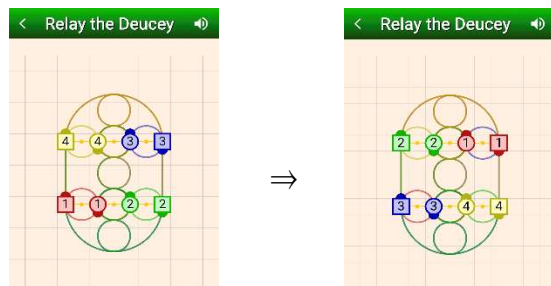 Relay the Deucey Relay the Deucey
4 4 3 3 2 2 1 1
⇒
1 1 2 2 3 3 4 4